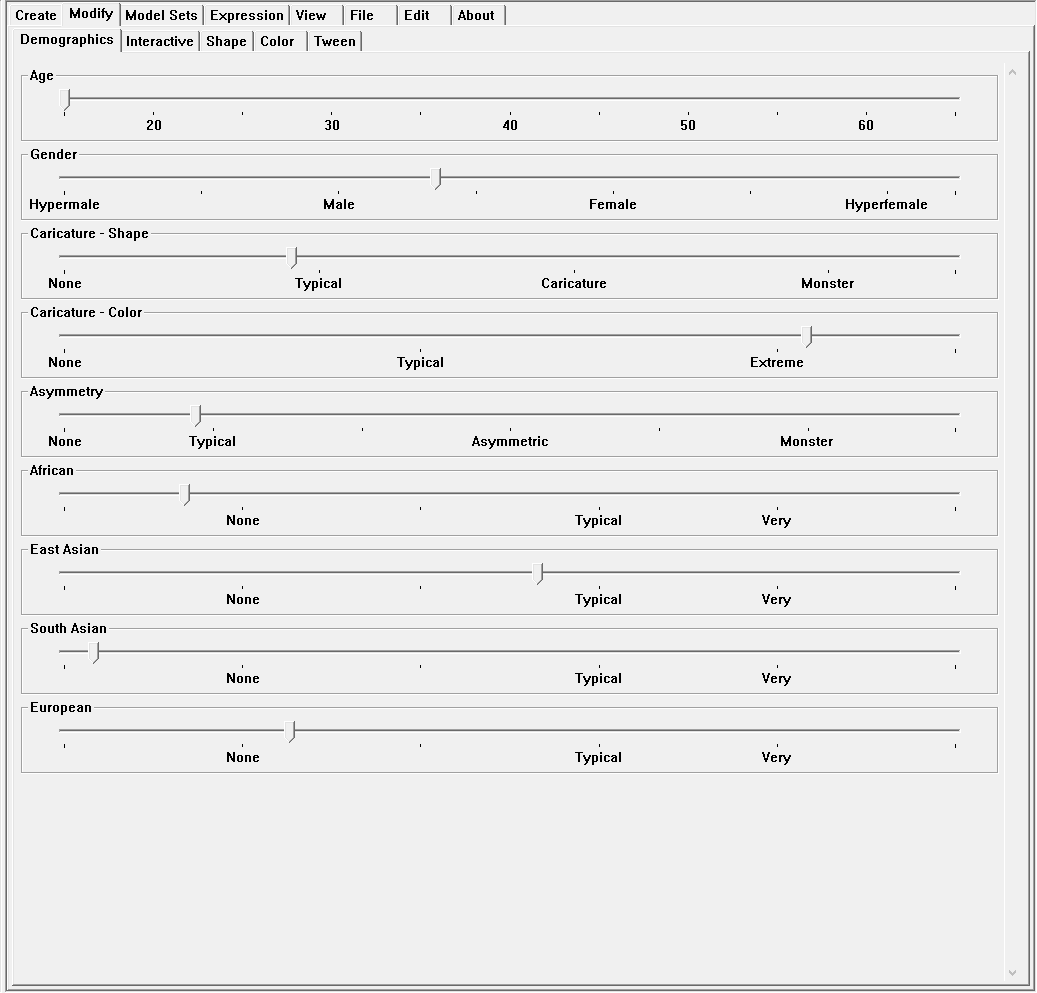 Create Modify Model Sets Expression View File Edit About
Demographics Interactive Shape Color Tween
Age
20 30 40 50 60
Gender
Hypermale Male Female Hyperfemale
Caricature - Shape
None Typical Caricature Monster
Caricature - Color
None Typical Extreme
Asymmetry
None Typical Asymmetric Monster
African
None Typical Very
East Asian
None Typical Very
South Asian
None Typical Very
European
None Typical Very